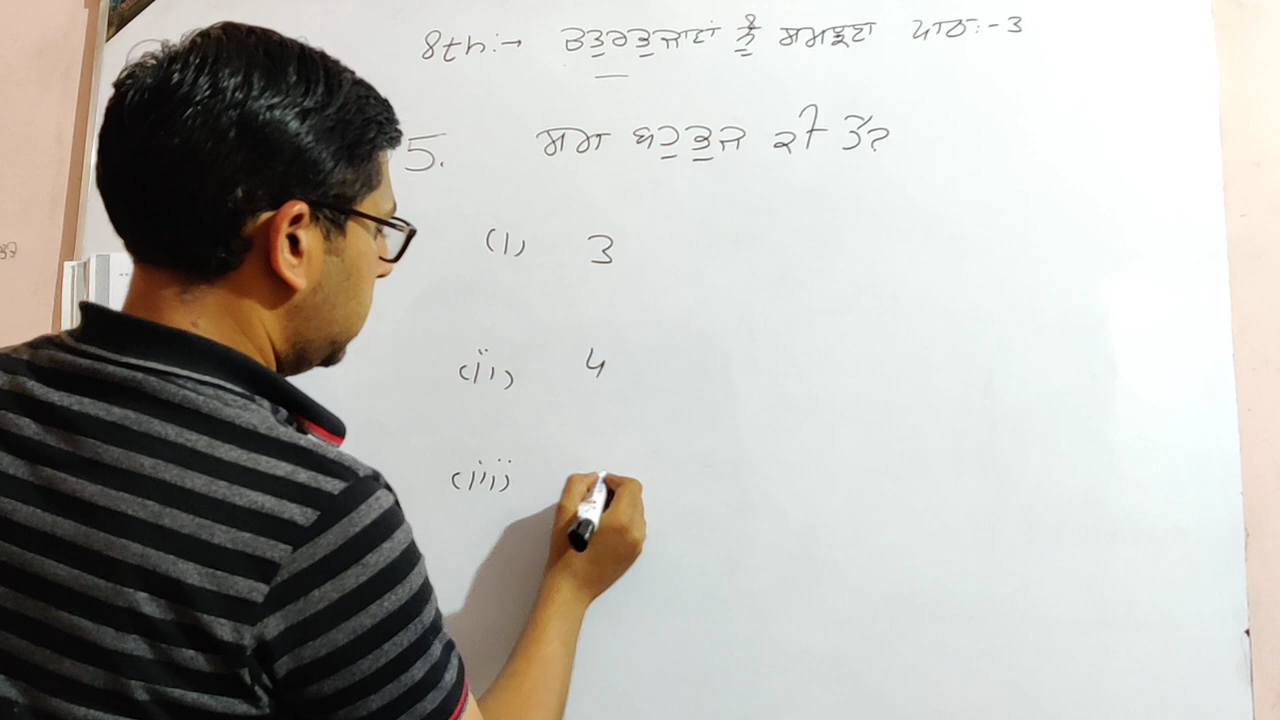 8th:→ ਚਤੁਰਭੁਜਾਂ ਨੂੰ ਸਮਝਣਾ ਪਾਠ:-3
5. ਸਮ ਬਹੁਭੁਜ ਕੀ ਹੈ?
(i) 3
(ii) 4
(iii)